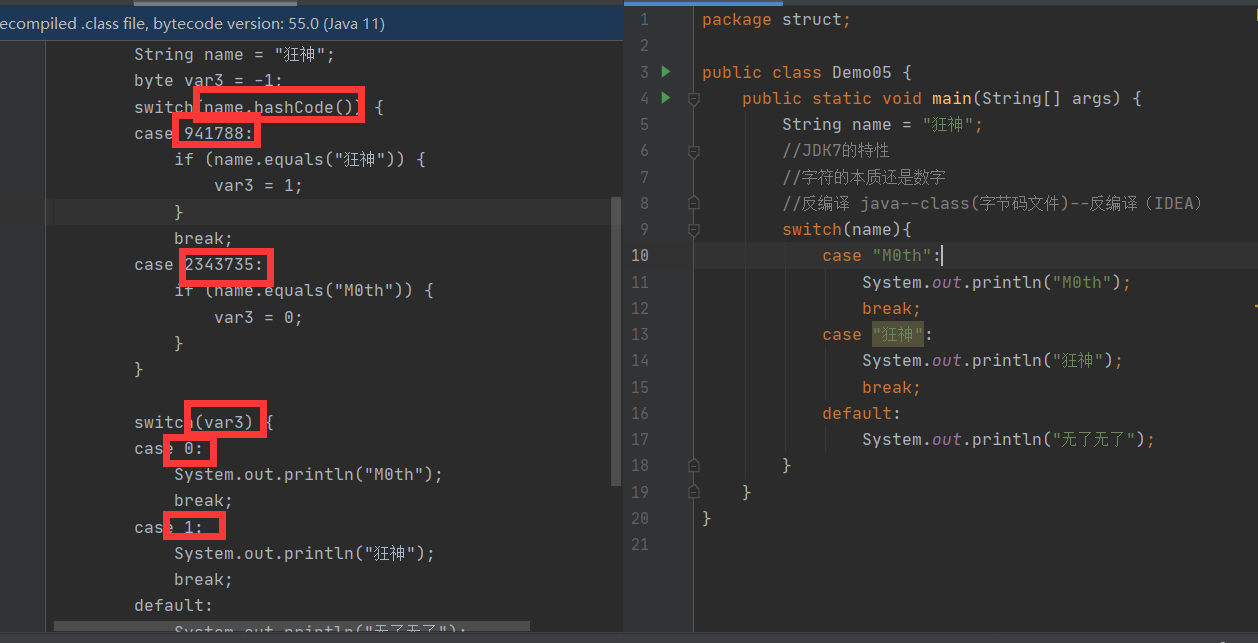 ecompiled .class file, bytecode version: 55.0 (Java 11)
String name = "狂神";
byte var3 = -1;
switch(name.hashCode()) {
case 941788:
if (name.equals("狂神")) {
var3 = 1;
}
break;
case 2343735:
if (name.equals("M0th")) {
var3 = 0;
}
}
switch(var3) {
case 0:
System.out.println("M0th");
break;
case 1:
System.out.println("狂神");
break;
default:
System.out.println("无了无了");
1 package struct;
2
3 public class Demo05 {
4 public static void main(String[] args) {
5 String name = "狂神";
6 //JDK7的特性
7 //字符的本质还是数字
8 //反编译 java--class(字节码文件)--反编译（IDEA）
9 switch(name){
10 case "M0th":
11 System.out.println("M0th");
12 break;
13 case "狂神":
14 System.out.println("狂神");
15 break;
16 default:
17 System.out.println("无了无了");
18 }
19 }
20 }
21